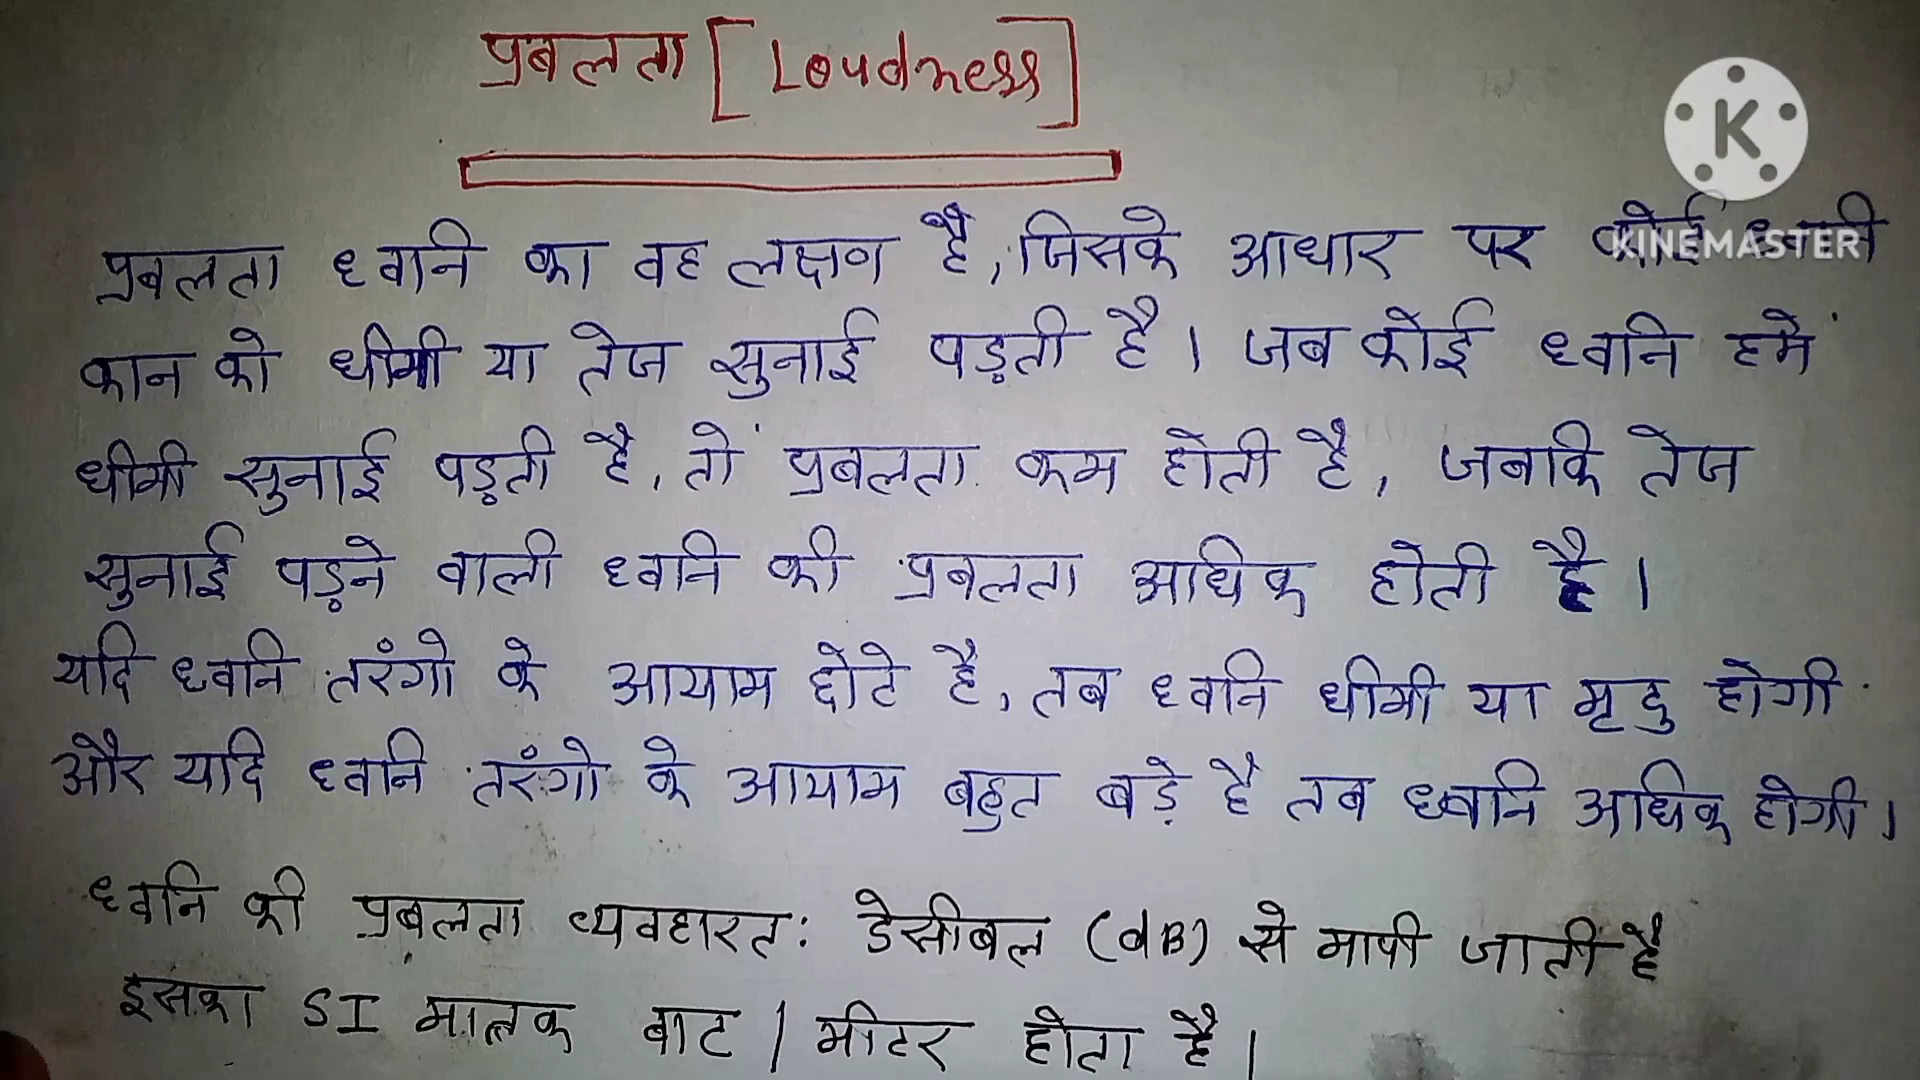 प्रबलता [Loudness]
K
KINEMASTER
प्रबलता ध्वनि का वह लक्षण है, जिसके आधार पर कोई ध्वनि
कान को धीमी या तेज सुनाई पड़ती है। जब कोई ध्वनि हमें
धीमी सुनाई पड़ती है, तों प्रबलता कम होती है, जबकि तेज
सुनाई पड़ने वाली ध्वनि की प्रबलता अधिक होती है।
यदि ध्वनि तरंगो के आयाम छोटे है, तब ध्वनि धीमी या मृदु होगी
और यदि ध्वनि तरंगो के आयाम बहुत बड़े है तब ध्वनि अधिक होगी।
ध्वनि की प्रबलता व्यवहारत: डेसीबल (dB) से मापी जाती है
इसका SI मात्रक वाट / मीटर होता है।